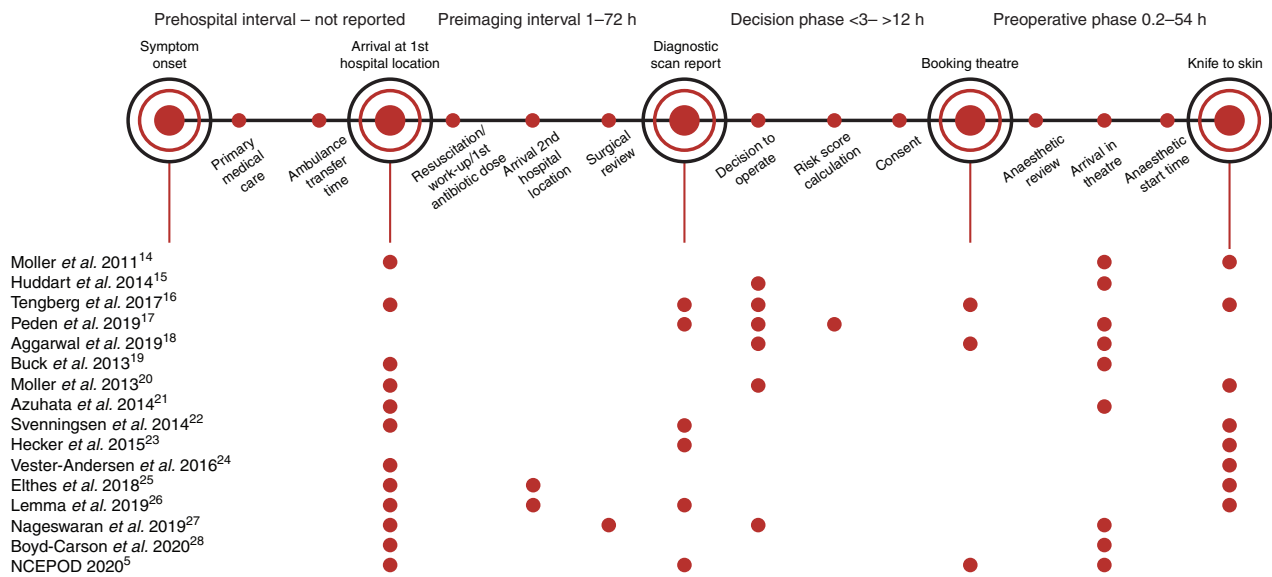 Prehospital interval – not reported
Preimaging interval 1–72 h
Decision phase <3– >12 h
Preoperative phase 0.2–54 h
Symptom
onset
Arrival at 1st
hospital location
Diagnostic
scan report
Booking theatre
Knife to skin
Primary
medical
care
Ambulance
transfer
time
Resuscitation/
work-up/1st
antibiotic dose
Arrival 2nd
hospital
location
Surgical
review
Decision to
operate
Risk score
calculation
Consent
Anaesthetic
review
Arrival in
theatre
Anaesthetic
start time
Moller et al. 2011¹⁴
Huddart et al. 2014¹⁵
Tengberg et al. 2017¹⁶
Peden et al. 2019¹⁷
Aggarwal et al. 2019¹⁸
Buck et al. 2013¹⁹
Moller et al. 2013²⁰
Azuhata et al. 2014²¹
Svenningsen et al. 2014²²
Hecker et al. 2015²³
Vester-Andersen et al. 2016²⁴
Elthes et al. 2018²⁵
Lemma et al. 2019²⁶
Nageswaran et al. 2019²⁷
Boyd-Carson et al. 2020²⁸
NCEPOD 2020⁵